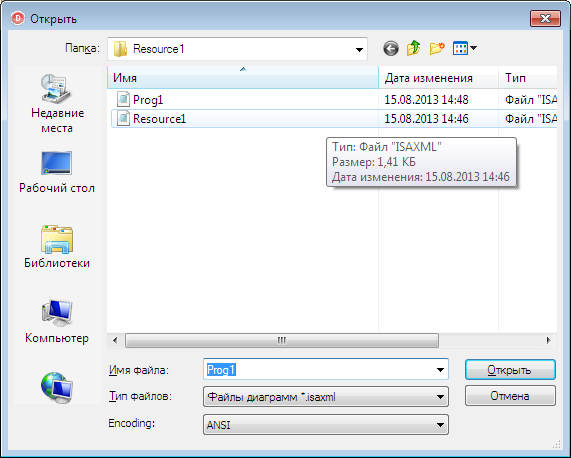 Открыть
Папка: Resource1
Имя Дата изменения Тип
Prog1 15.08.2013 14:48 Файл "ISA
Resource1 15.08.2013 14:46 Файл "ISA
Тип: Файл "ISAXML"
Размер: 1,41 КБ
Дата изменения: 15.08.2013 14:46
Недавние
места
Рабочий стол
Библиотеки
Компьютер
Имя файла: Prog1 Открыть
Тип файлов: Файлы диаграмм *.isaxml Отмена
Encoding: ANSI